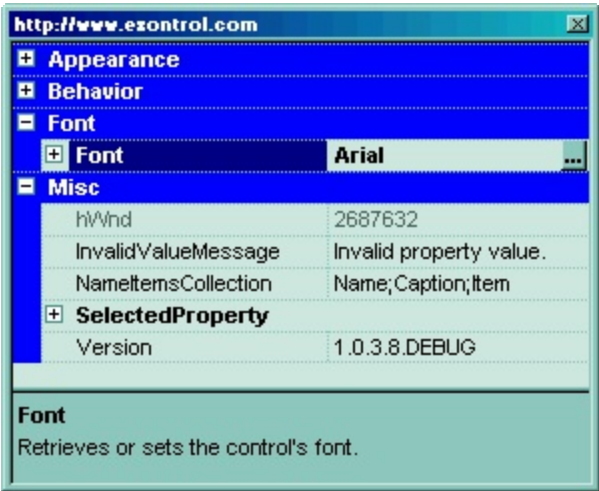 http://www.exontrol.com
Appearance
Behavior
Font
Font Arial ...
Misc
hWnd 2687632
InvalidValueMessage Invalid property value.
NameItemsCollection Name;Caption;Item
SelectedProperty
Version 1.0.3.8.DEBUG
Font
Retrieves or sets the control's font.